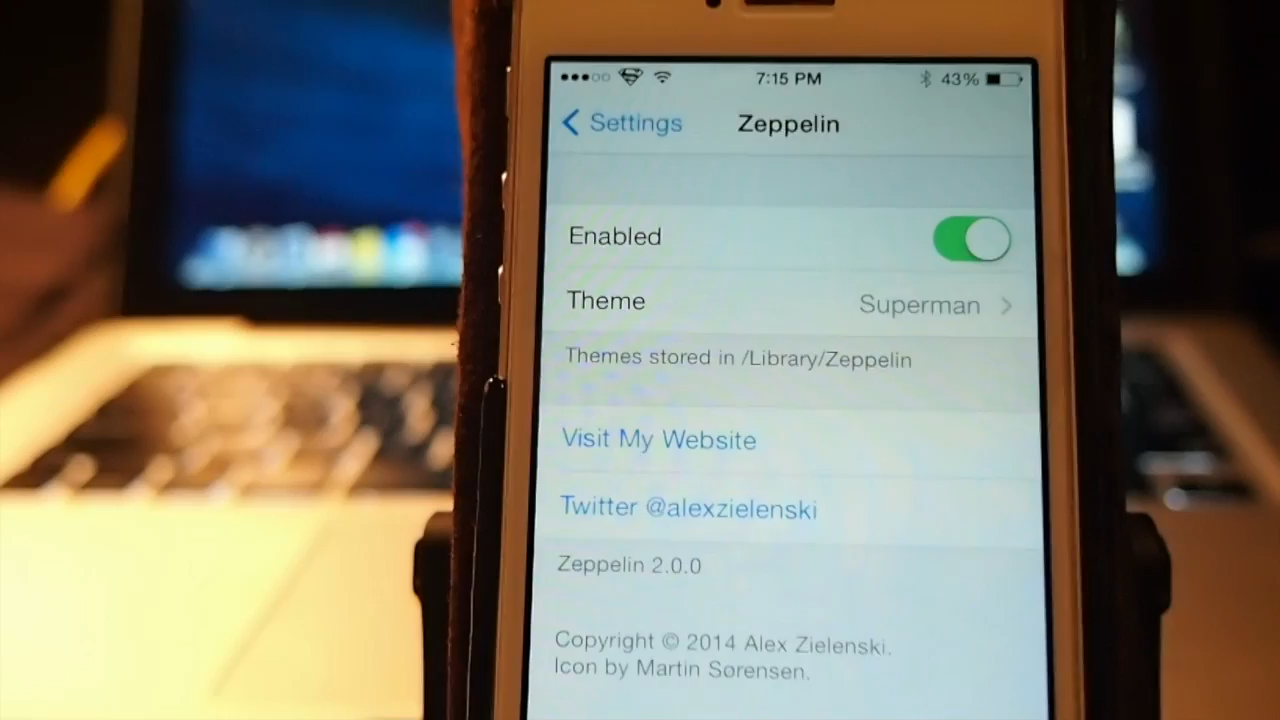 7:15 PM 43%
Settings Zeppelin
Enabled
Theme Superman
Themes stored in /Library/Zeppelin
Visit My Website
Twitter @alexzielenski
Zeppelin 2.0.0
Copyright © 2014 Alex Zielenski.
Icon by Martin Sørensen.